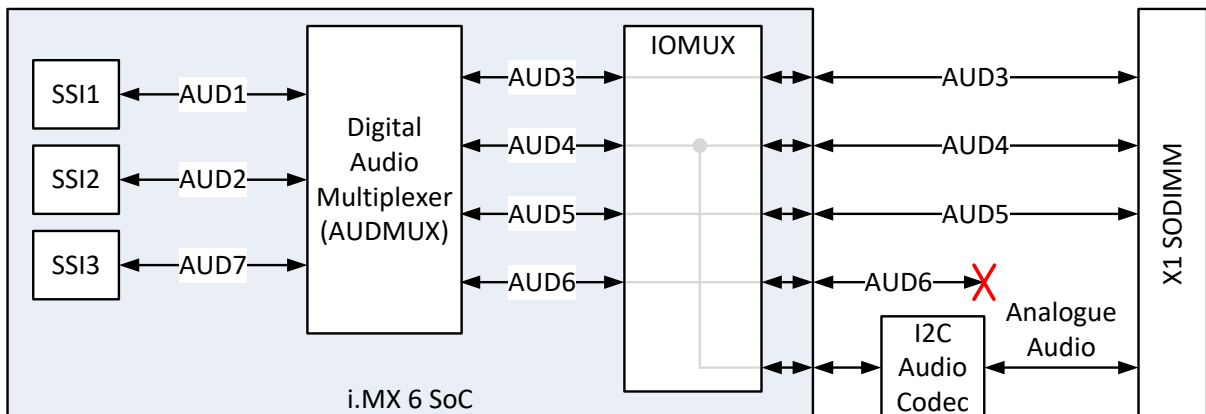 IOMUX
SSI1
AUD1
SSI2
AUD2
SSI3
AUD7
Digital
Audio
Multiplexer
(AUDMUX)
AUD3
AUD4
AUD5
AUD6
AUD3
AUD4
AUD5
AUD6
I2C
Audio
Codec
Analogue
Audio
X1 SODIMM
i.MX 6 SoC